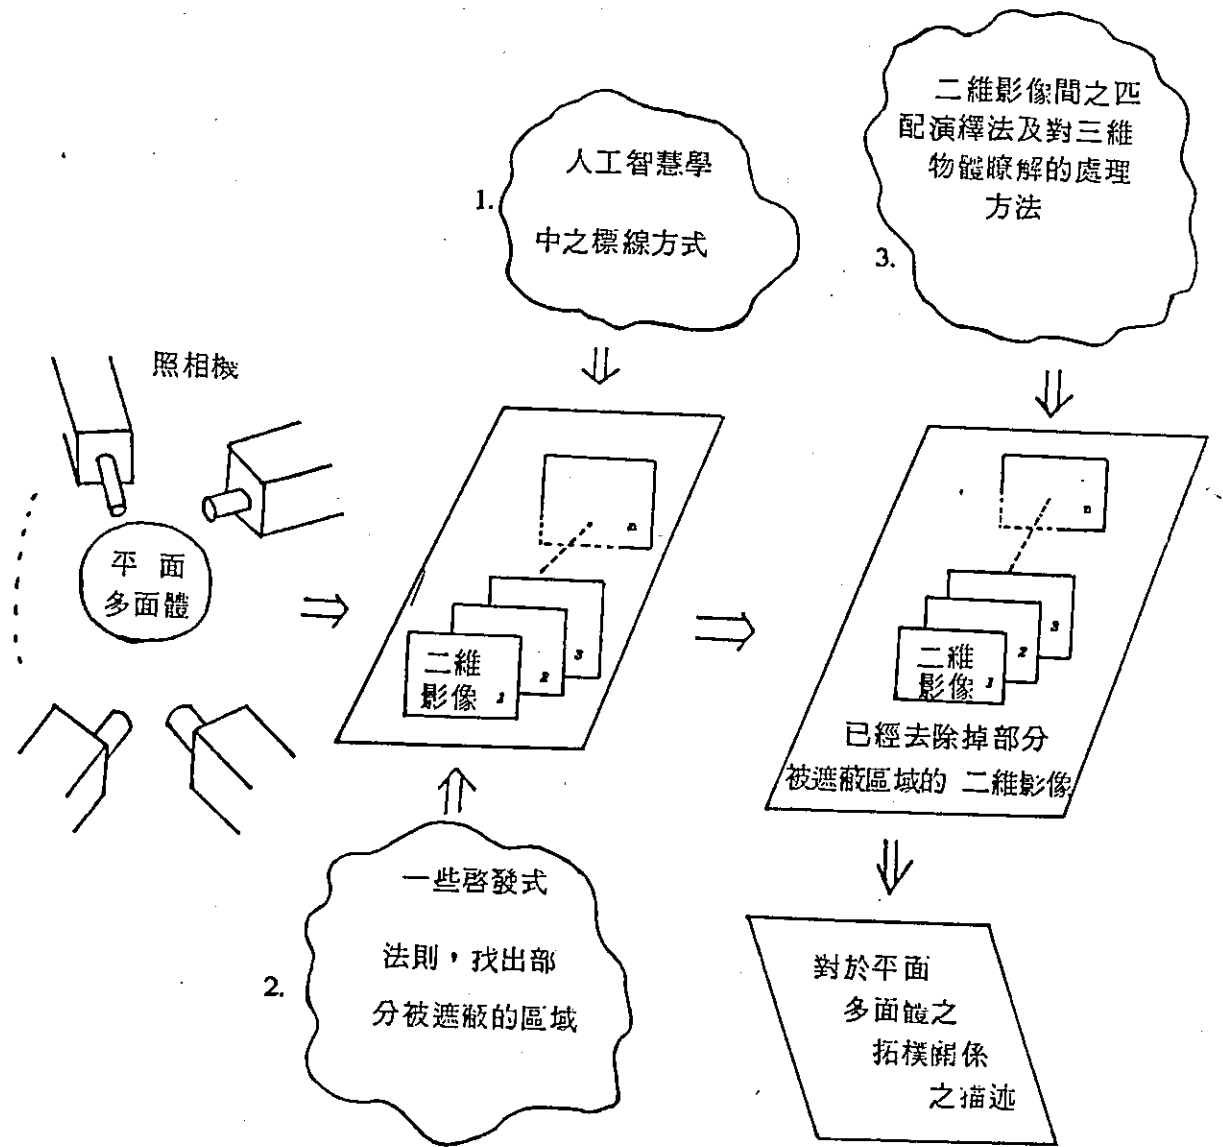 二維影像間之匹
配演繹法及對三維
物體瞭解的處理
方法
3.
人工智慧學
1.
中之標線方式
照相機
平 面
多面體
n
3
2
二維
影像 1
n
3
2
二維
影像 1
已經去除掉部分
被遮蔽區域的 二維影像
一些啓發式
法則，找出部
2.
分被遮蔽的區域
對於平面
多面體之
拓樸關係
之描述